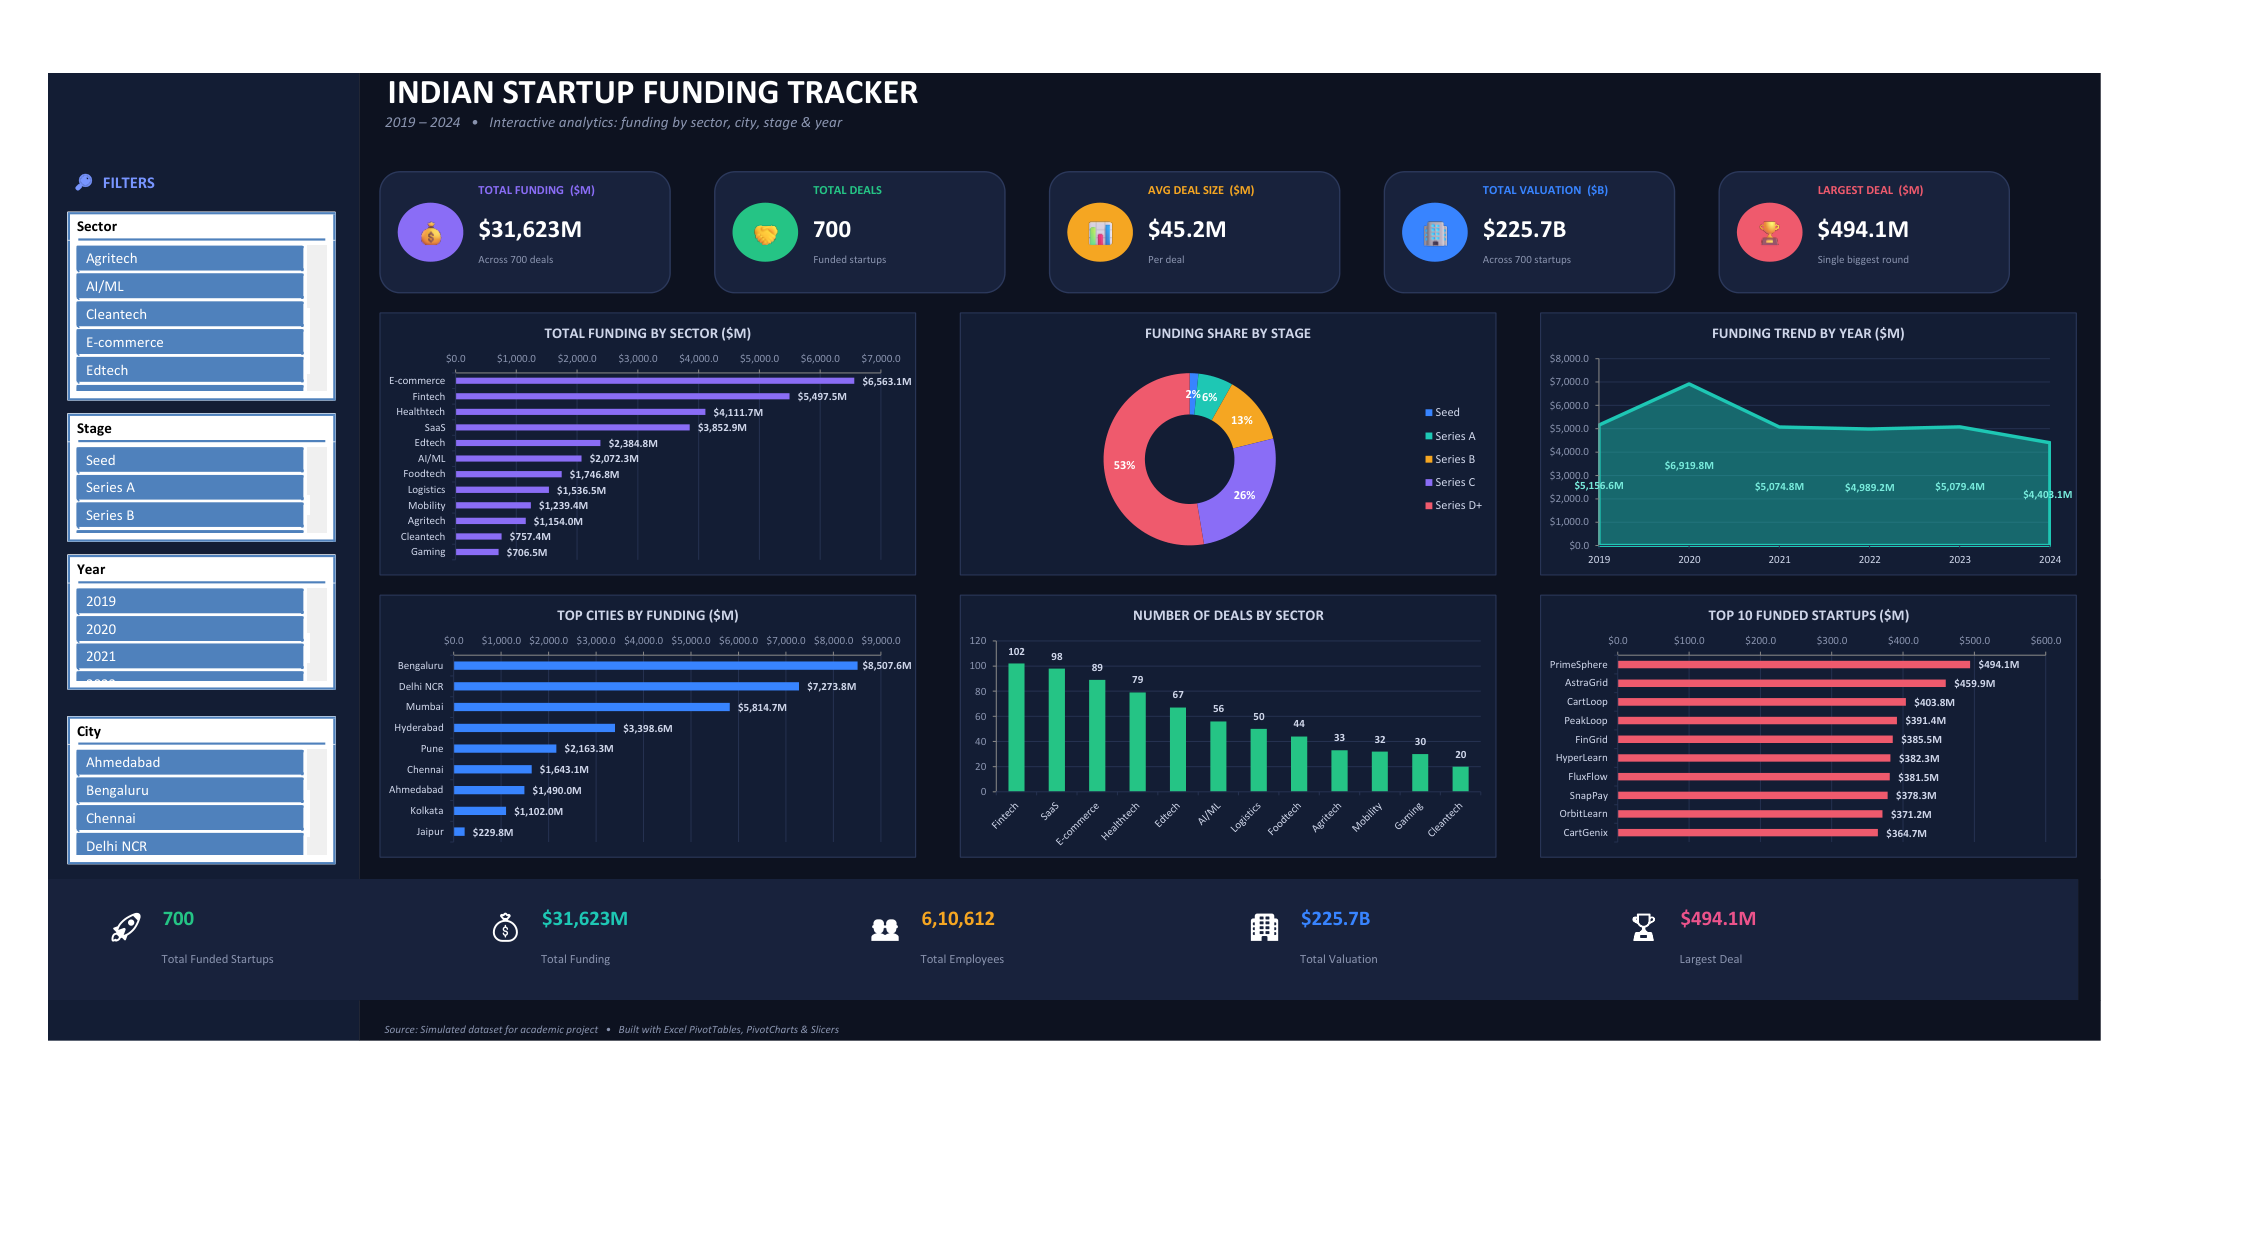 INDIAN STARTUP FUNDING TRACKER
2019 – 2024 • Interactive analytics: funding by sector, city, stage & year
FILTERS
Sector
Agritech
AI/ML
Cleantech
E-commerce
Edtech
Stage
Seed
Series A
Series B
Year
2019
2020
2021
City
Ahmedabad
Bengaluru
Chennai
Delhi NCR
TOTAL FUNDING ($M)
$31,623M
Across 700 deals
TOTAL DEALS
700
Funded startups
AVG DEAL SIZE ($M)
$45.2M
Per deal
TOTAL VALUATION ($B)
$225.7B
Across 700 startups
LARGEST DEAL ($M)
$494.1M
Single biggest round
TOTAL FUNDING BY SECTOR ($M)
$0.0 $1,000.0 $2,000.0 $3,000.0 $4,000.0 $5,000.0 $6,000.0 $7,000.0
E-commerce $6,563.1M
Fintech $5,497.5M
Healthtech $4,111.7M
SaaS $3,852.9M
Edtech $2,384.8M
AI/ML $2,072.3M
Foodtech $1,746.8M
Logistics $1,536.5M
Mobility $1,239.4M
Agritech $1,154.0M
Cleantech $757.4M
Gaming $706.5M
FUNDING SHARE BY STAGE
2% 6%
13%
53%
26%
Seed
Series A
Series B
Series C
Series D+
FUNDING TREND BY YEAR ($M)
$8,000.0
$7,000.0
$6,000.0
$5,000.0
$4,000.0
$3,000.0
$2,000.0
$1,000.0
$0.0
$5,156.6M $6,919.8M $5,074.8M $4,989.2M $5,079.4M $4,403.1M
2019 2020 2021 2022 2023 2024
TOP CITIES BY FUNDING ($M)
$0.0 $1,000.0 $2,000.0 $3,000.0 $4,000.0 $5,000.0 $6,000.0 $7,000.0 $8,000.0 $9,000.0
Bengaluru $8,507.6M
Delhi NCR $7,273.8M
Mumbai $5,814.7M
Hyderabad $3,398.6M
Pune $2,163.3M
Chennai $1,643.1M
Ahmedabad $1,490.0M
Kolkata $1,102.0M
Jaipur $229.8M
NUMBER OF DEALS BY SECTOR
120
100
80
60
40
20
0
102 98 89 79 67 56 50 44 33 32 30 20
Fintech SaaS E-commerce Healthtech Edtech AI/ML Logistics Foodtech Agritech Mobility Gaming Cleantech
TOP 10 FUNDED STARTUPS ($M)
$0.0 $100.0 $200.0 $300.0 $400.0 $500.0 $600.0
PrimeSphere $494.1M
AstraGrid $459.9M
CartLoop $403.8M
PeakLoop $391.4M
FinGrid $385.5M
HyperLearn $382.3M
FluxFlow $381.5M
SnapPay $378.3M
OrbitLearn $371.2M
CartGenix $364.7M
700
Total Funded Startups
$31,623M
Total Funding
6,10,612
Total Employees
$225.7B
Total Valuation
$494.1M
Largest Deal
Source: Simulated dataset for academic project • Built with Excel PivotTables, PivotCharts & Slicers